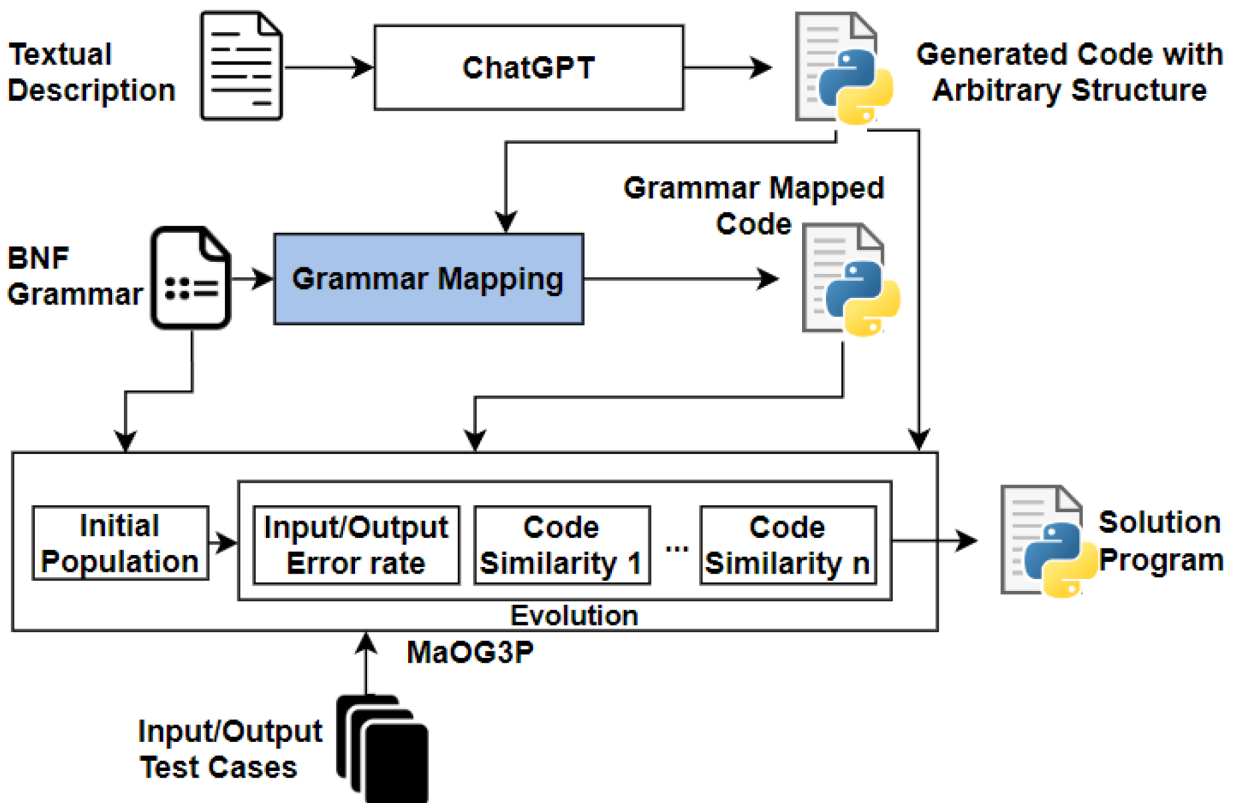 Textual
Description
ChatGPT
Generated Code with
Arbitrary Structure
Grammar Mapped
Code
BNF
Grammar
Grammar Mapping
Initial
Population
Input/Output
Error rate
Code
Similarity 1
...
Code
Similarity n
Evolution
Solution
Program
MaOG3P
Input/Output
Test Cases